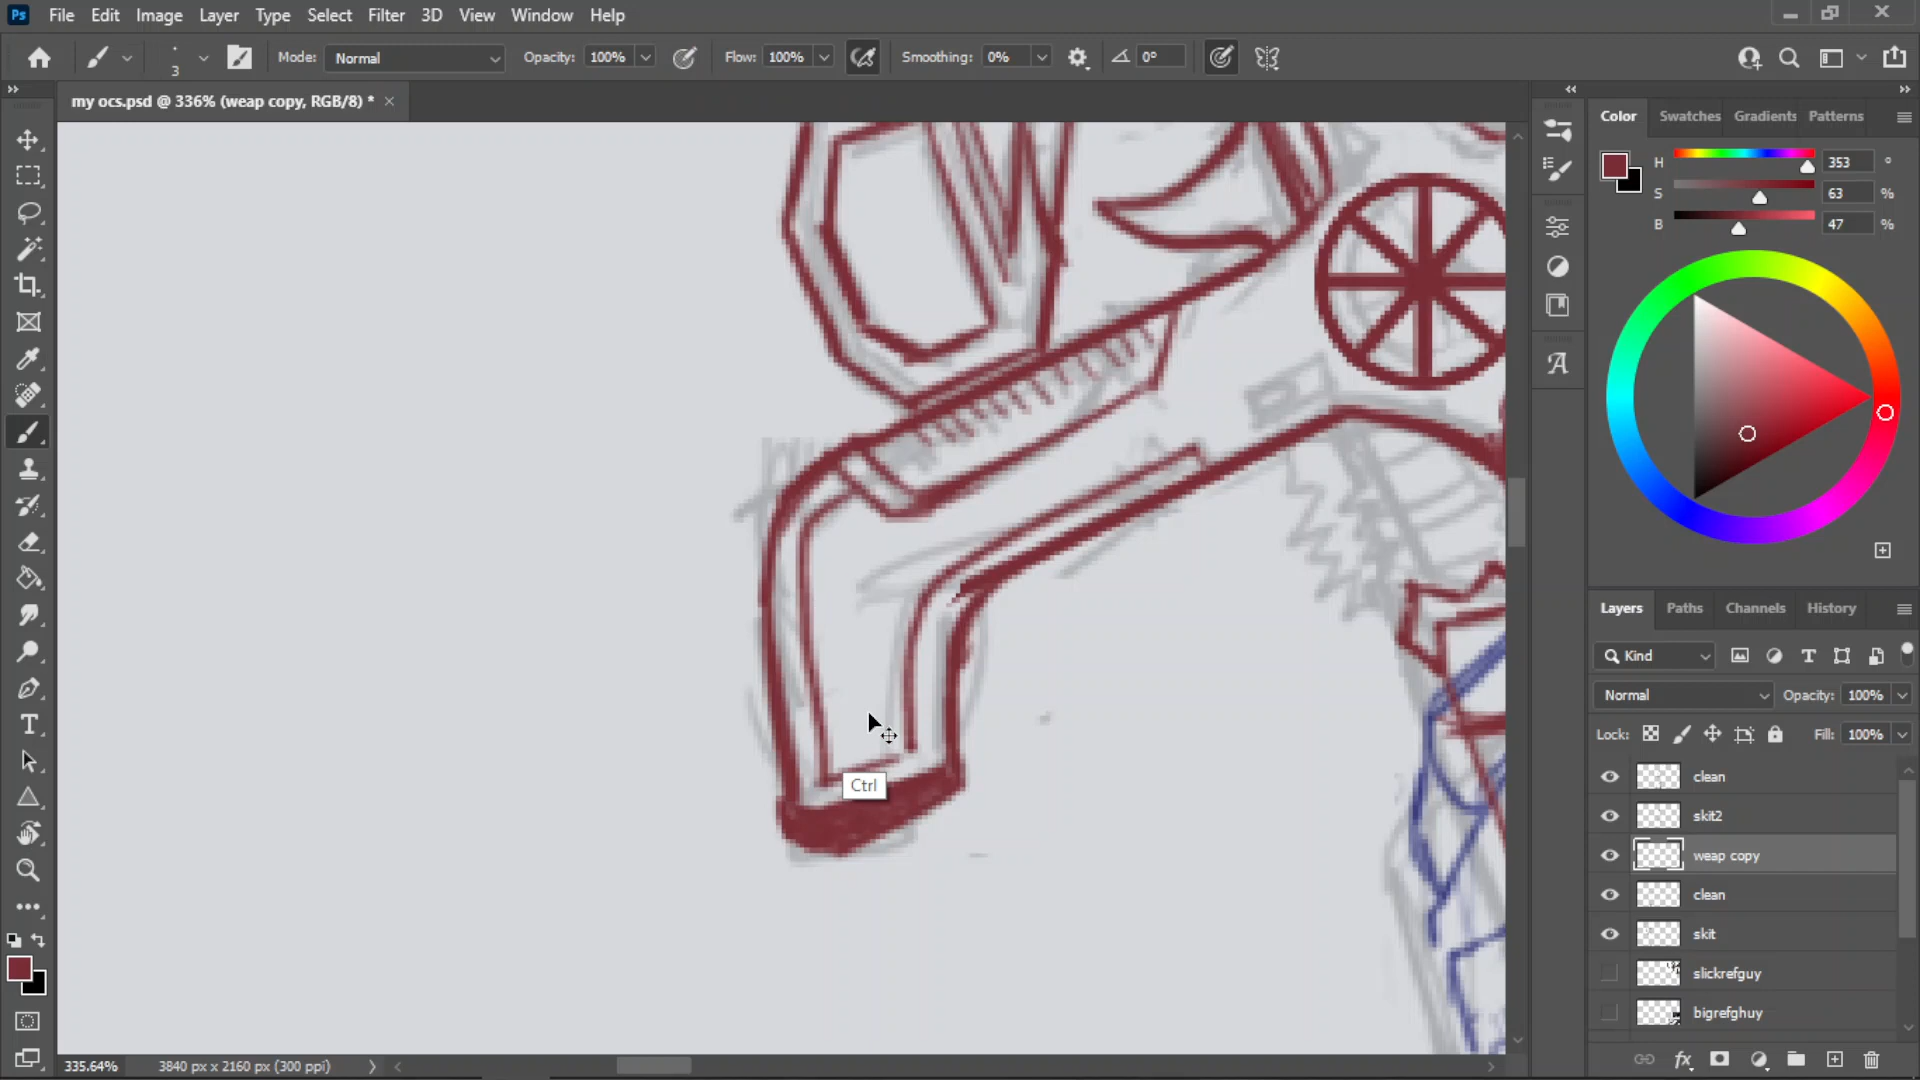 Ps File Edit Image Layer Type Select Filter 3D View Window Help
3 Mode: Normal Opacity: 100% Flow: 100% Smoothing: 0% 0°
my ocs.psd @ 336% (weap copy, RGB/8) *
Color Swatches Gradients Patterns
H 353 °
S 63 %
B 47 %
Layers Paths Channels History
Kind
Normal Opacity: 100%
Lock: Fill: 100%
clean
skit2
weap copy
clean
skit
slickrefguy
bigrefghuy
Ctrl
335.64% 3840 px x 2160 px (300 ppi)